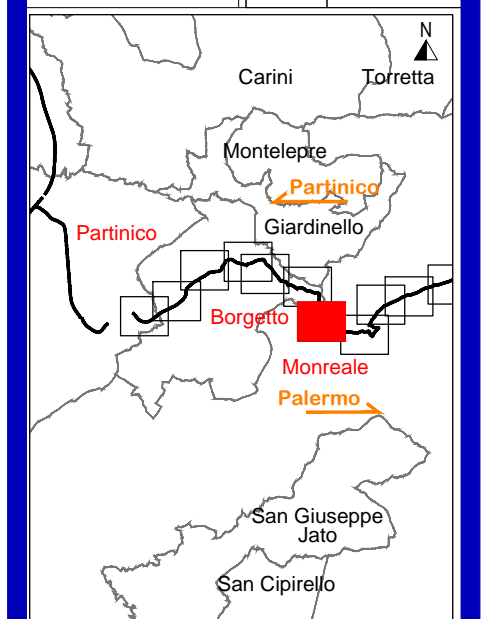 N
Carini
Torretta
Montelepre
Partinico
Giardinello
Partinico
Borgetto
Monreale
Palermo
San Giuseppe
Jato
San Cipirello